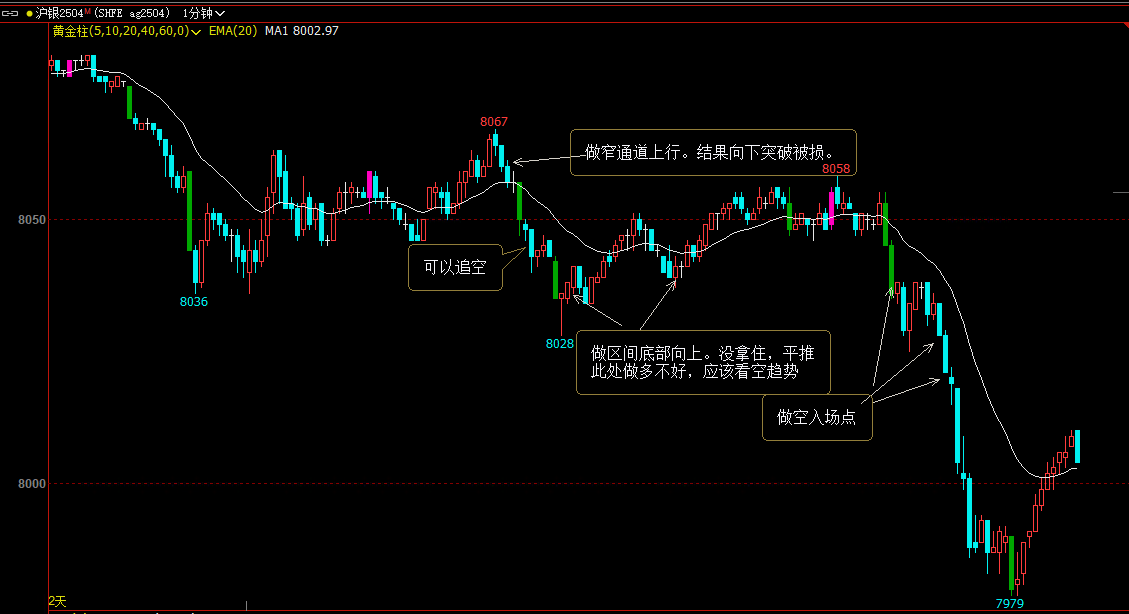 沪银2504 M (SHFE ag2504) 1分钟
黄金柱(5,10,20,40,60,0) EMA(20) MA1 8002.97
8067
做窄通道上行。结果向下突破被损。
8058
8050
可以追空
8036
8028
做区间底部向上。没拿住，平推
此处做多不好，应该看空趋势
做空入场点
8000
2天
7979